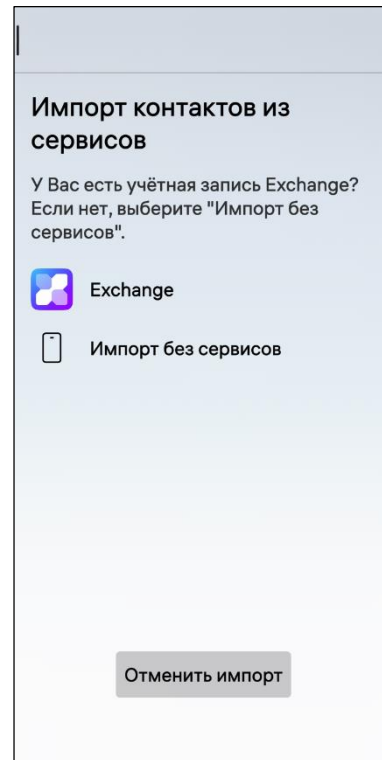 Импорт контактов из
сервисов
У Вас есть учётная запись Exchange?
Если нет, выберите "Импорт без
сервисов".
Exchange
Импорт без сервисов
Отменить импорт